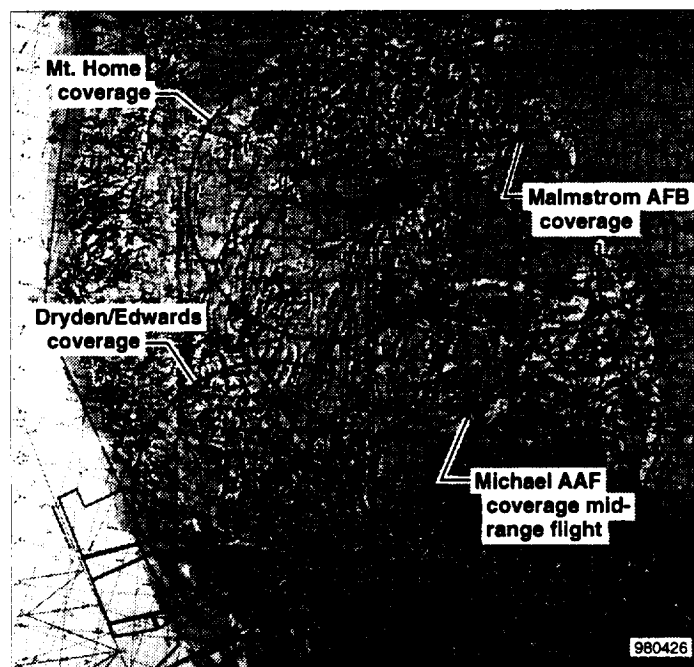 Mt. Home
coverage
Malmstrom AFB
coverage
Dryden/Edwards
coverage
Michael AAF
coverage mid-
range flight
980426